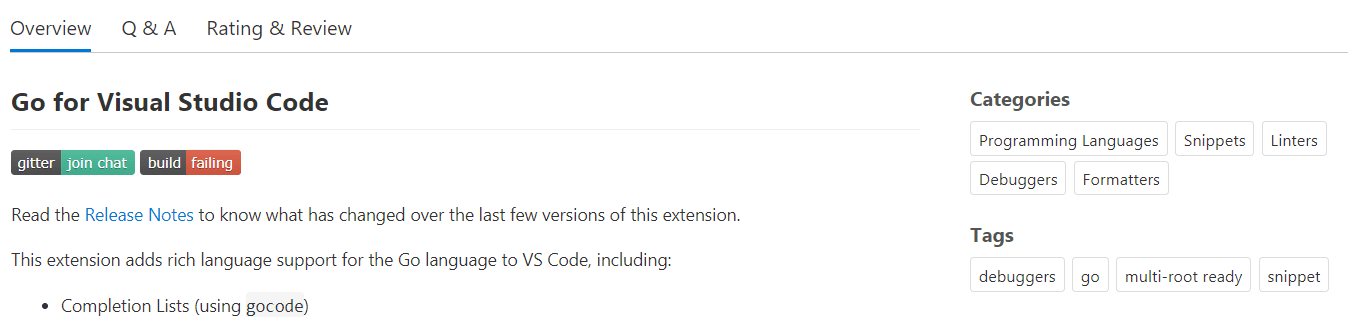 Overview Q & A Rating & Review
Go for Visual Studio Code
gitter join chat build failing
Read the Release Notes to know what has changed over the last few versions of this extension.
This extension adds rich language support for the Go language to VS Code, including:
• Completion Lists (using gocode)
Categories
Programming Languages Snippets Linters
Debuggers Formatters
Tags
debuggers go multi-root ready snippet